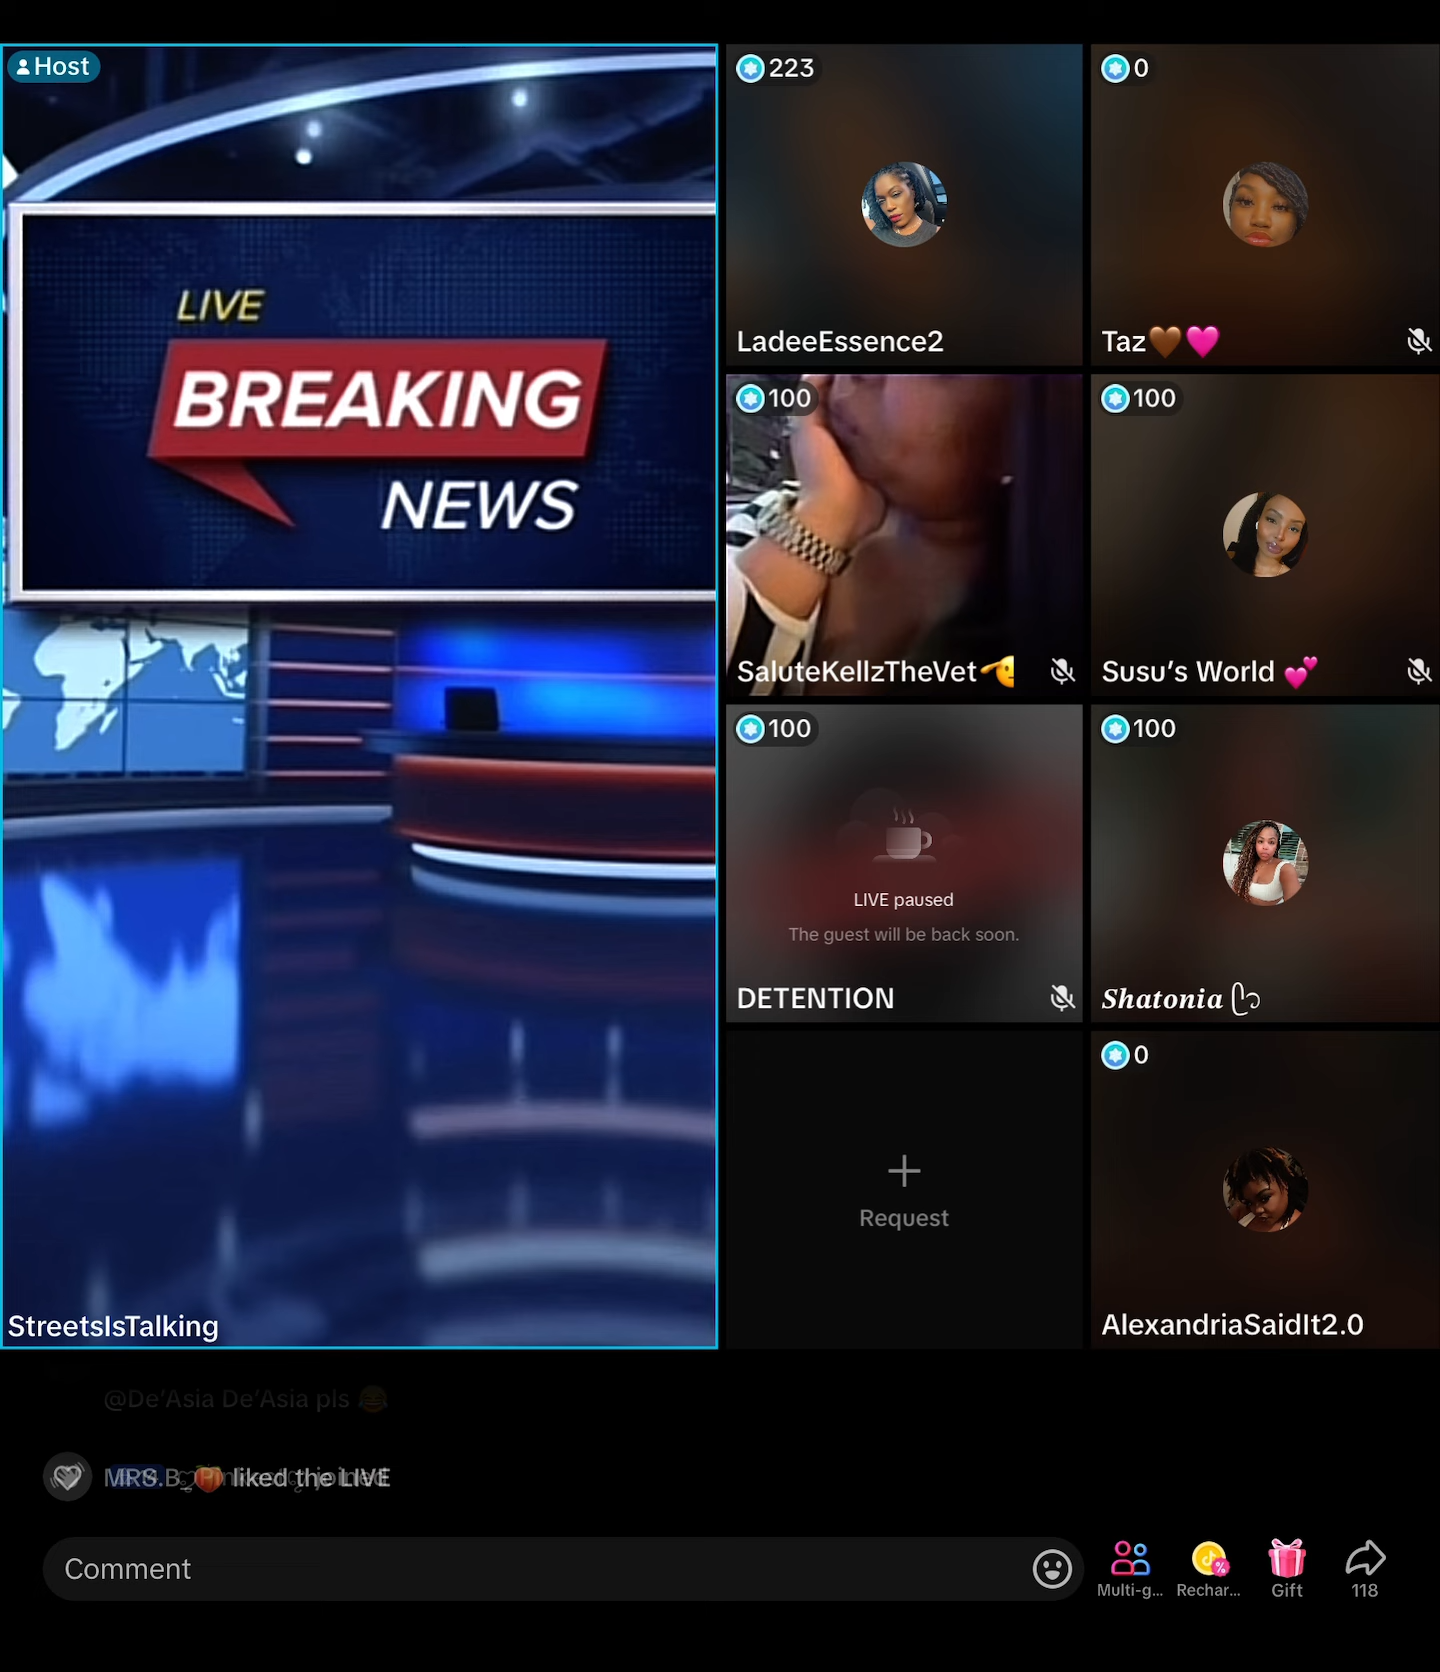 Host
LIVE
BREAKING
NEWS
StreetsIsTalking
223
LadeeEssence2
0
Taz🤎🩷
100
SaluteKellzTheVet
100
Susu’s World 💕
100
LIVE paused
The guest will be back soon.
DETENTION
100
Shatonia
Request
0
AlexandriaSaidIt2.0
@De’Asia De’Asia pls 😂
MRS.B_🍑 liked the LIVE
Comment
Multi-g...
Rechar...
Gift
118